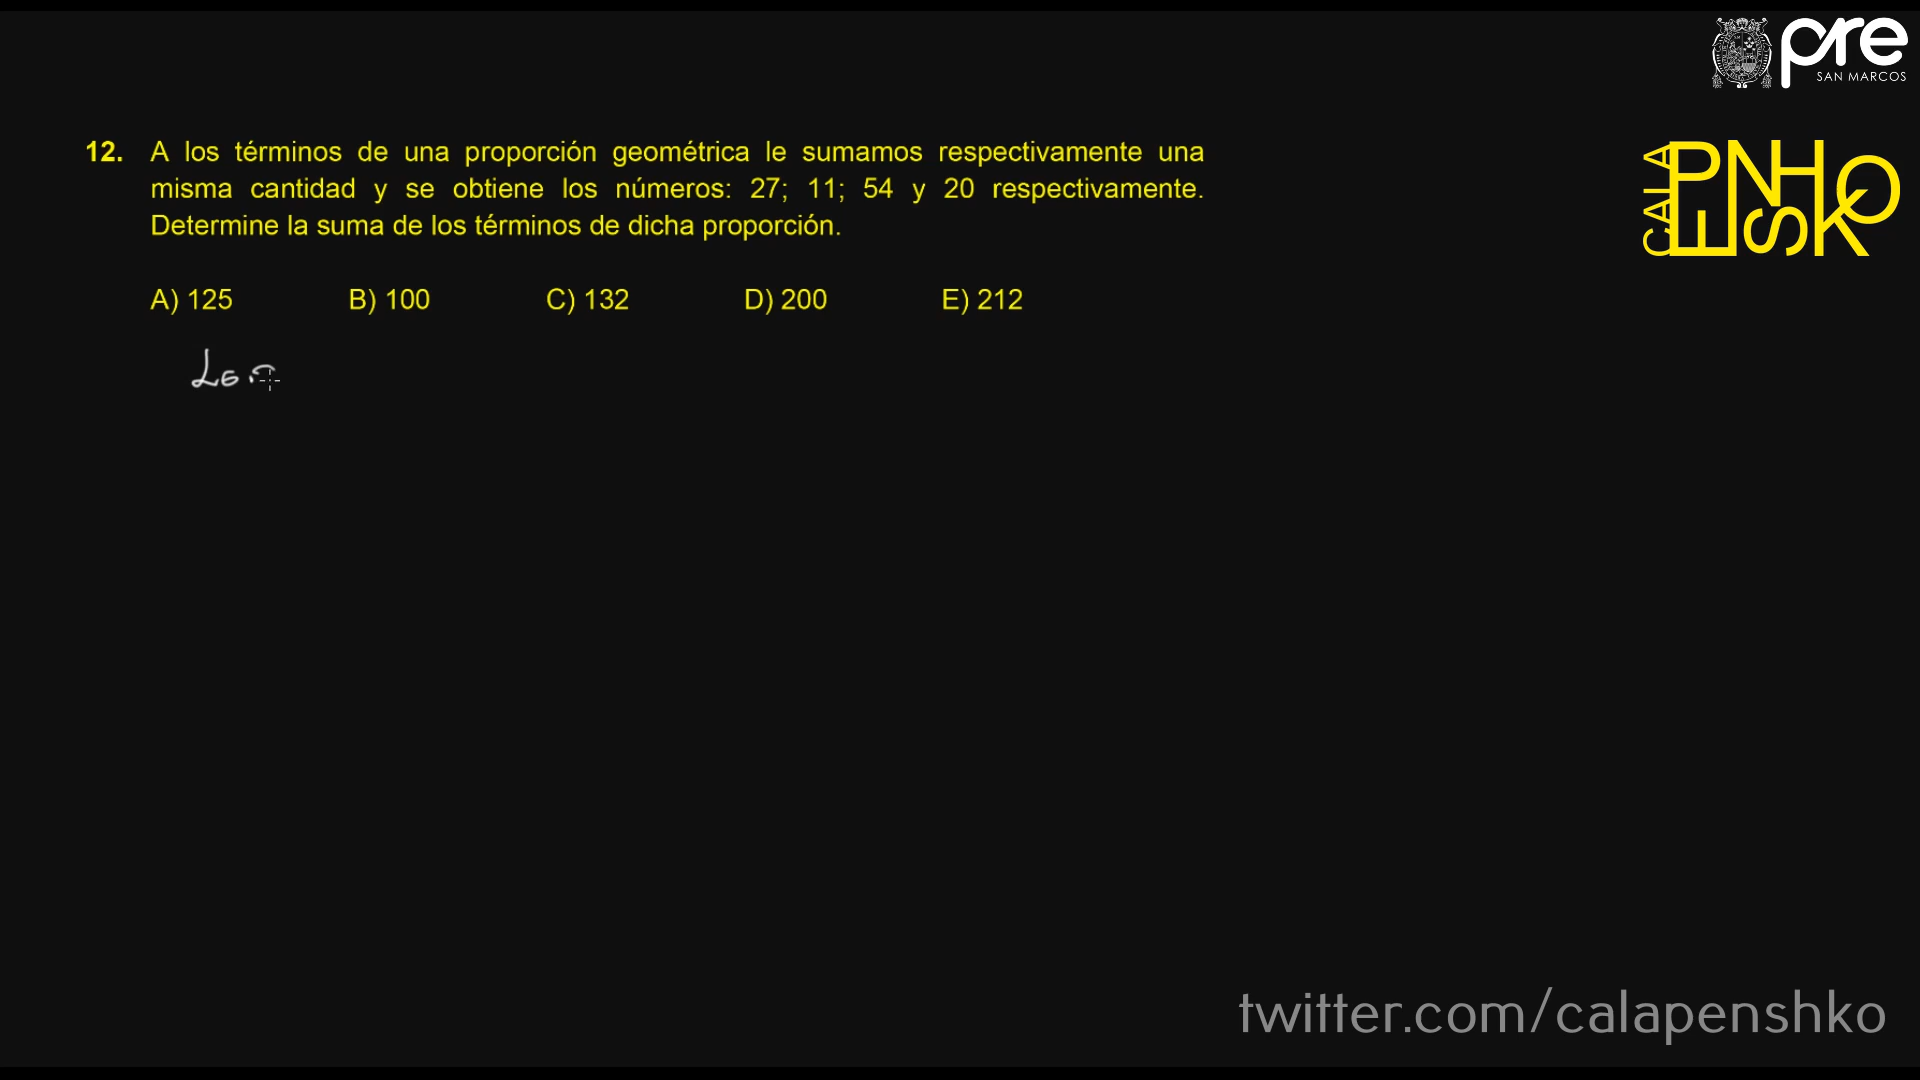 pre
SAN MARCOS
CALA
PENSHKO
12. A los términos de una proporción geométrica le sumamos respectivamente una
misma cantidad y se obtiene los números: 27; 11; 54 y 20 respectivamente.
Determine la suma de los términos de dicha proporción.
A) 125 B) 100 C) 132 D) 200 E) 212
twitter.com/calapenshko